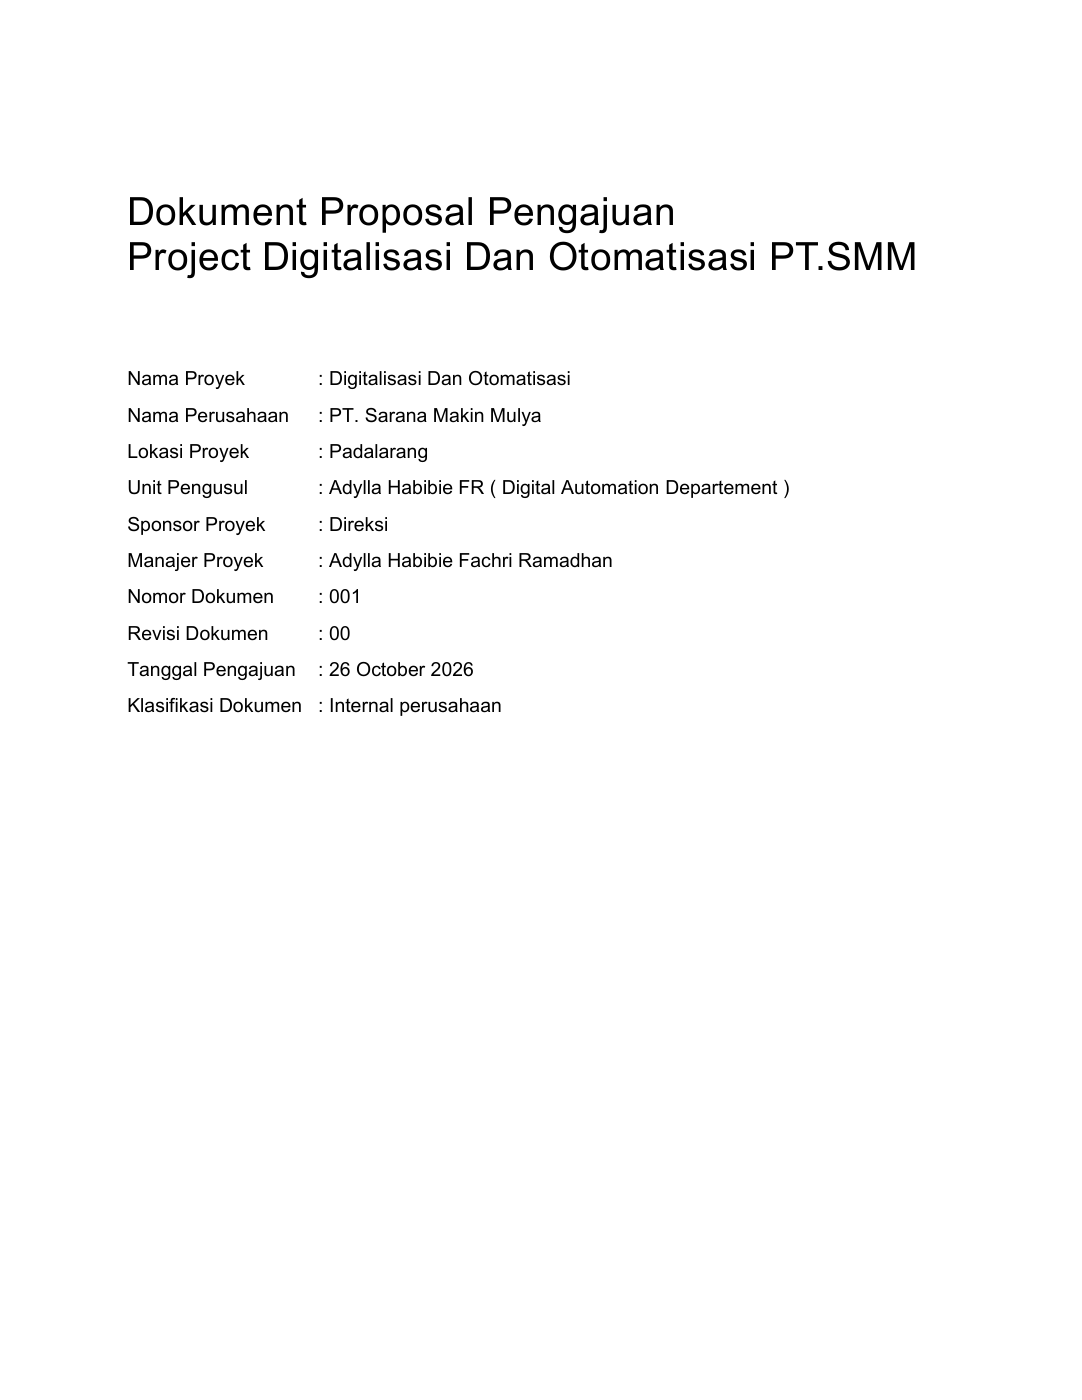 Dokument Proposal Pengajuan
Project Digitalisasi Dan Otomatisasi PT.SMM
Nama Proyek : Digitalisasi Dan Otomatisasi
Nama Perusahaan : PT. Sarana Makin Mulya
Lokasi Proyek : Padalarang
Unit Pengusul : Adylla Habibie FR ( Digital Automation Departement )
Sponsor Proyek : Direksi
Manajer Proyek : Adylla Habibie Fachri Ramadhan
Nomor Dokumen : 001
Revisi Dokumen : 00
Tanggal Pengajuan : 26 October 2026
Klasifikasi Dokumen : Internal perusahaan